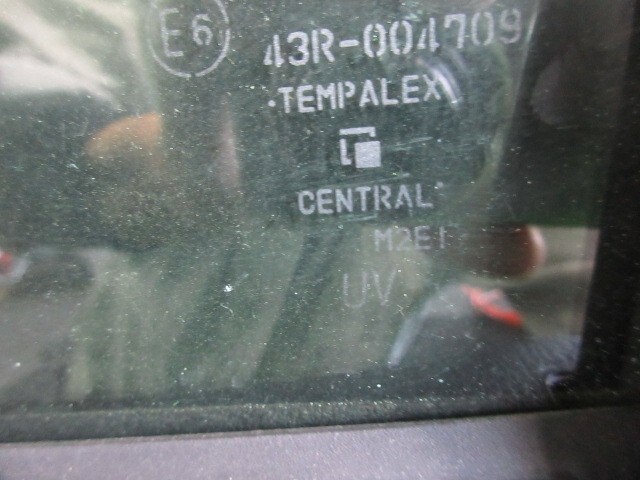 E6
43R-004709
·TEMPALEX
CENTRAL
M2E1
UV